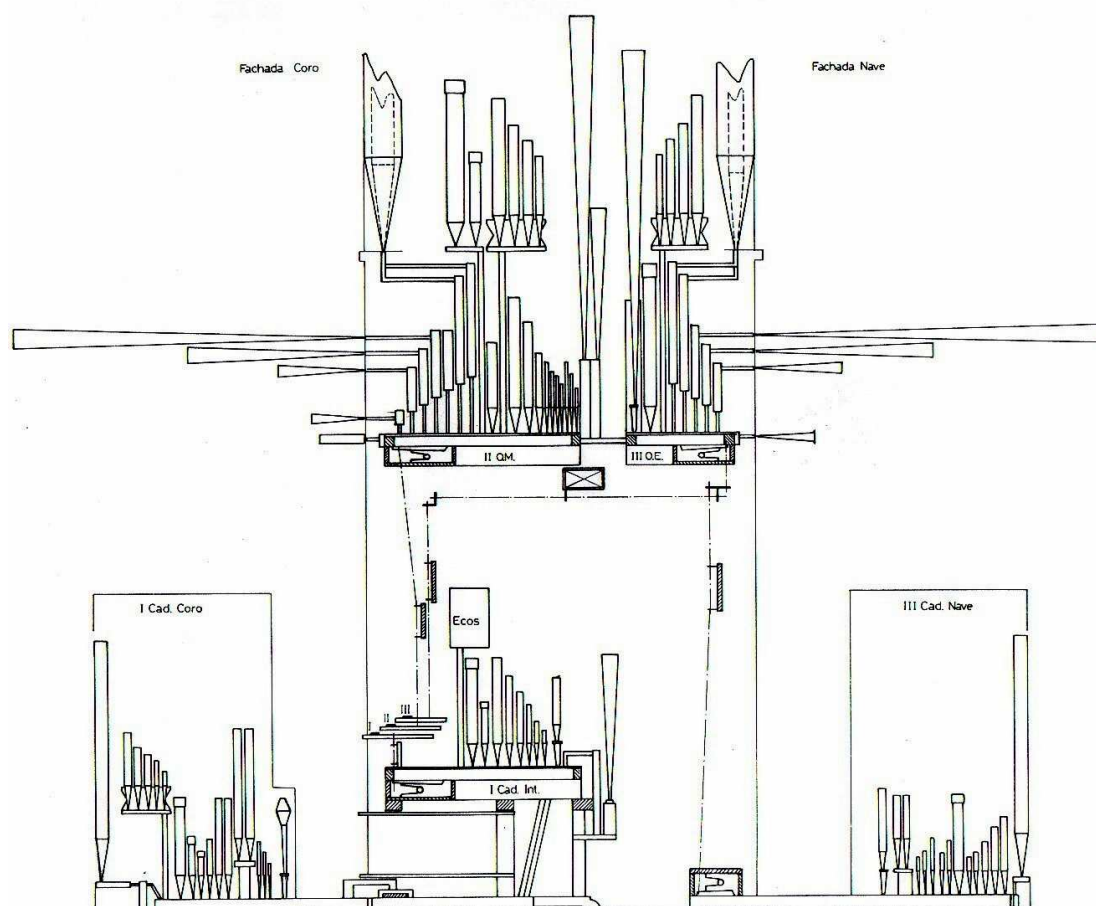 Fachada Coro
Fachada Nave
II O.M.
III O.E.
I Cad. Coro
Ecos
III Cad. Nave
III
II
I
I Cad. Int.